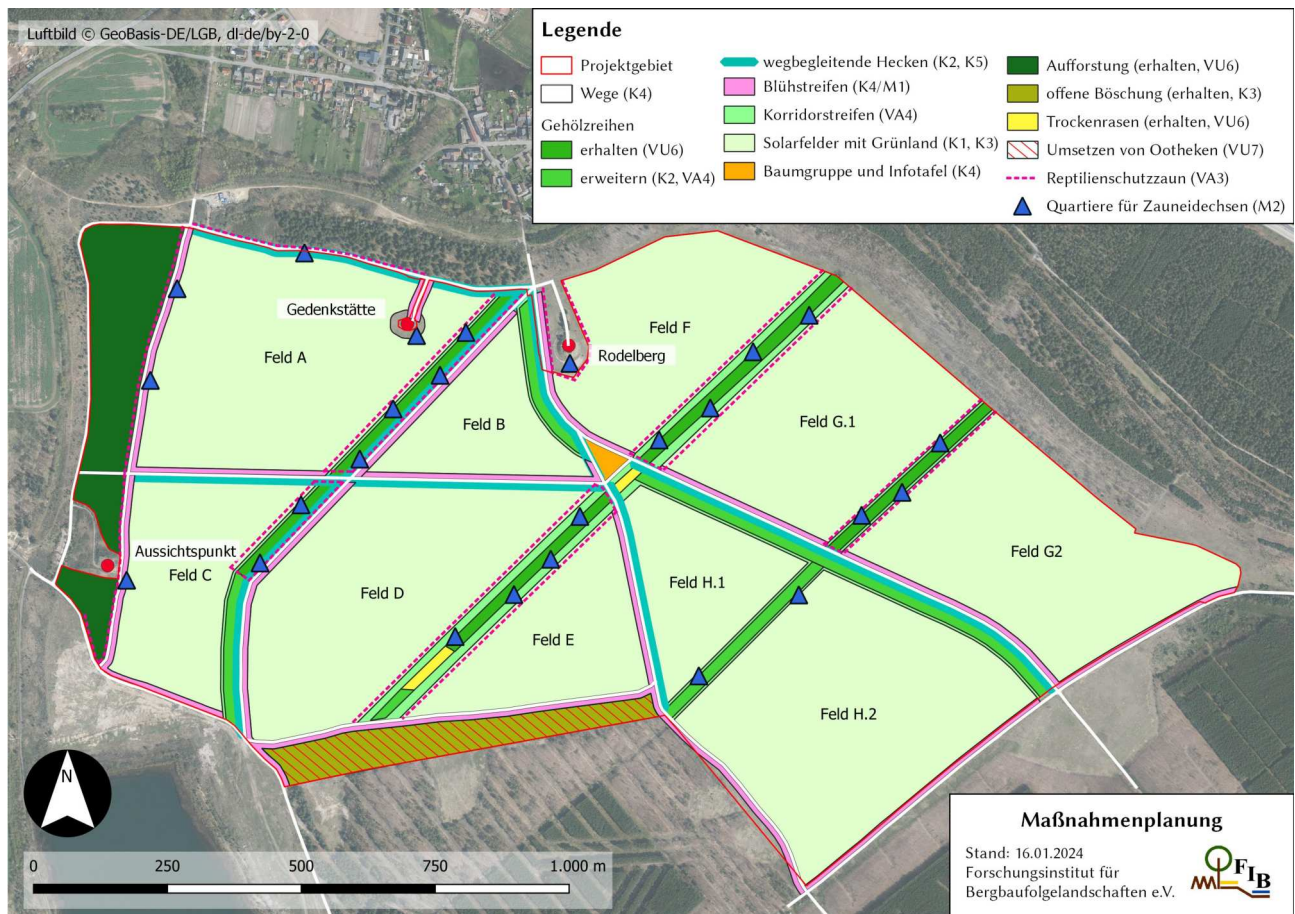 Luftbild © GeoBasis-DE/LGB, dl-de/by-2-0
Legende
Projektgebiet
Wege (K4)
Gehölzreihen
erhalten (VU6)
erweitern (K2, VA4)
wegbegleitende Hecken (K2, K5)
Blühstreifen (K4/M1)
Korridorstreifen (VA4)
Solarfelder mit Grünland (K1, K3)
Baumgruppe und Infotafel (K4)
Aufforstung (erhalten, VU6)
offene Böschung (erhalten, K3)
Trockenrasen (erhalten, VU6)
Umsetzen von Ootheken (VU7)
Reptilienschutzzaun (VA3)
Quartiere für Zauneidechsen (M2)
Gedenkstätte
Feld A
Feld F
Rodelberg
Feld B
Feld G.1
Aussichtspunkt
Feld C
Feld D
Feld E
Feld H.1
Feld G2
Feld H.2
N
0 250 500 750 1.000 m
Maßnahmenplanung
Stand: 16.01.2024
Forschungsinstitut für
Bergbaufolgelandschaften e.V.
FIB